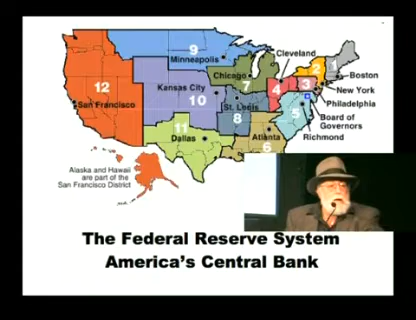 9
Minneapolis
Cleveland
12
Chicago
7
4
3
2
1
Boston
Kansas City
New York
San Francisco
10
St. Louis
Philadelphia
8
5
Board of
Governors
11
Dallas
Atlanta
6
Richmond
Alaska and Hawaii
are part of the
San Francisco District
The Federal Reserve System
America's Central Bank